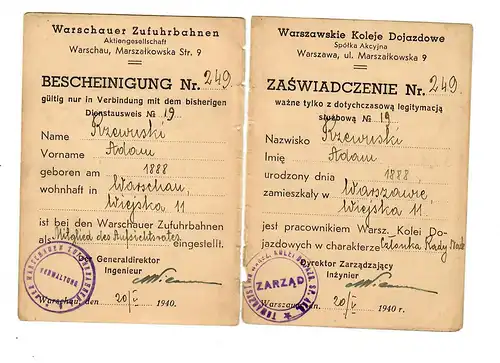 Warschauer Zufuhrbahnen
Aktiengesellschaft
Warschau, Marszałkowska Str. 9
BESCHEINIGUNG Nr. 249
gültig nur in Verbindung mit dem bisherigen
Dienstausweis № 19
Name Rzewuski
Vorname Adam
geboren am 1888
wohnhaft in Warschau,
Wiejska 11
ist bei den Warschauer Zufuhrbahnen
als: Mitglied des Aufsichtsrates eingestellt.
Der Generaldirektor
Ingenieur
VERWALTUNG
Warschau, den 20/V 1940.
Warszawskie Koleje Dojazdowe
Spółka Akcyjna
Warszawa, ul. Marszałkowska 9
ZAŚWIADCZENIE Nr. 249
ważne tylko z dotychczasową legitymacją
służbową № 19
Nazwisko Rzewuski
Imię Adam
urodzony dnia 1888
zamieszkały w Warszawie,
Wiejska 11
jest pracownikiem Warsz. Kolei Do-
jazdowych w charakterze Członka Rady
Dyrektor Zarządzający
Inżynier
ZARZĄD
Warszawa, dn. 20/V 1940 r.